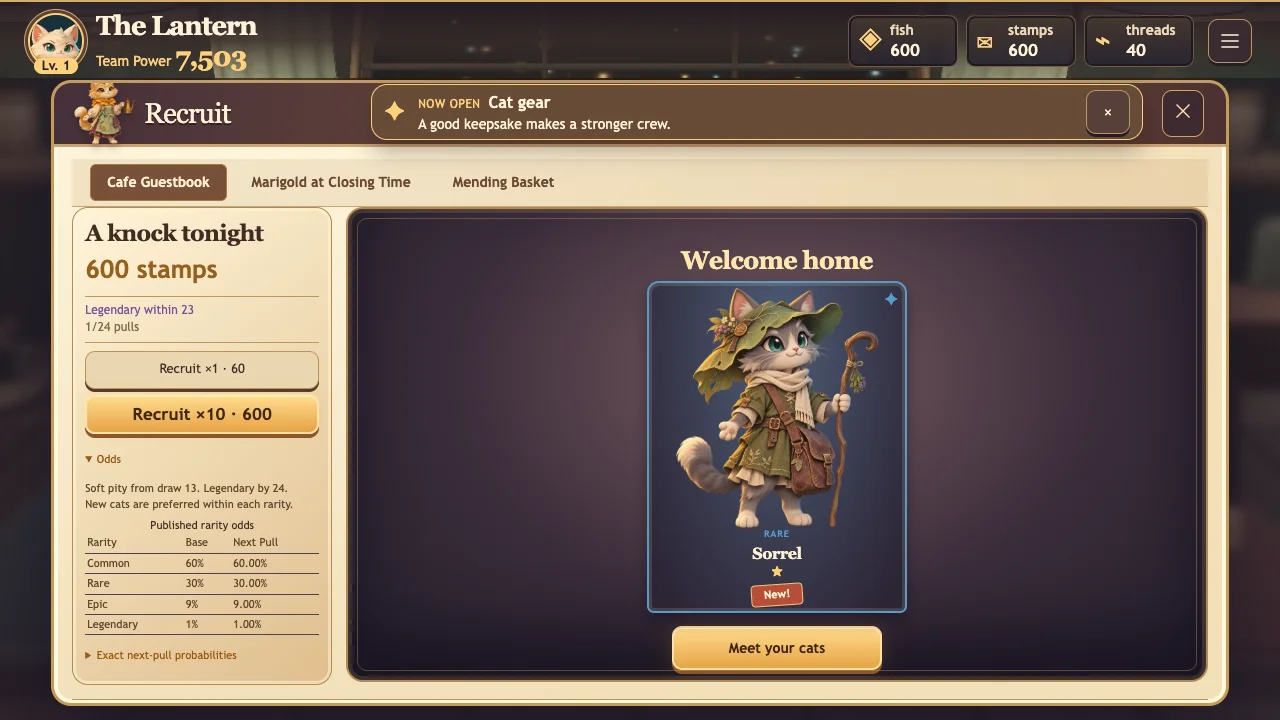 The Lantern
Team Power 7,503
Lv. 1
fish
600
stamps
600
threads
40
Recruit
NOW OPEN Cat gear
A good keepsake makes a stronger crew.
×
Cafe Guestbook
Marigold at Closing Time
Mending Basket
A knock tonight
600 stamps
Legendary within 23
1/24 pulls
Recruit ×1 · 60
Recruit ×10 · 600
▼ Odds
Soft pity from draw 13. Legendary by 24.
New cats are preferred within each rarity.
Published rarity odds
Rarity Base Next Pull
Common 60% 60.00%
Rare 30% 30.00%
Epic 9% 9.00%
Legendary 1% 1.00%
▶ Exact next-pull probabilities
Welcome home
RARE
Sorrel
New!
Meet your cats